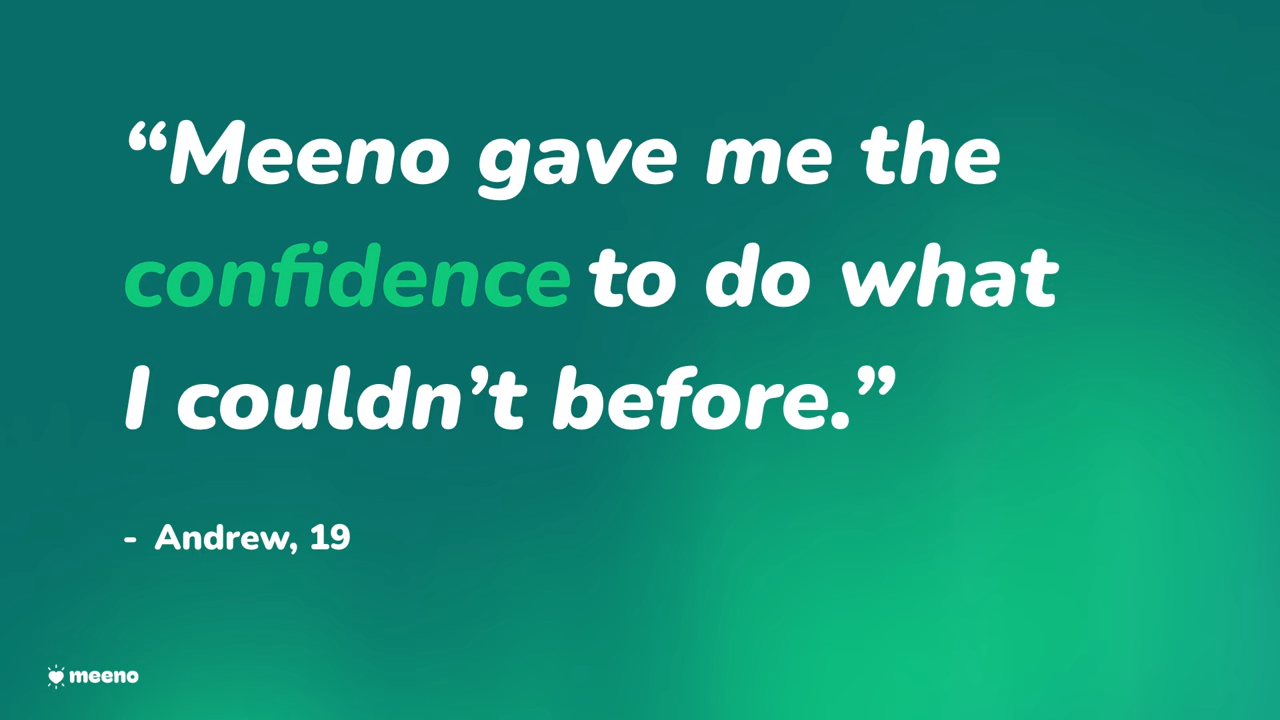 “Meeno gave me the
confidence to do what
I couldn’t before.”
- Andrew, 19
meeno